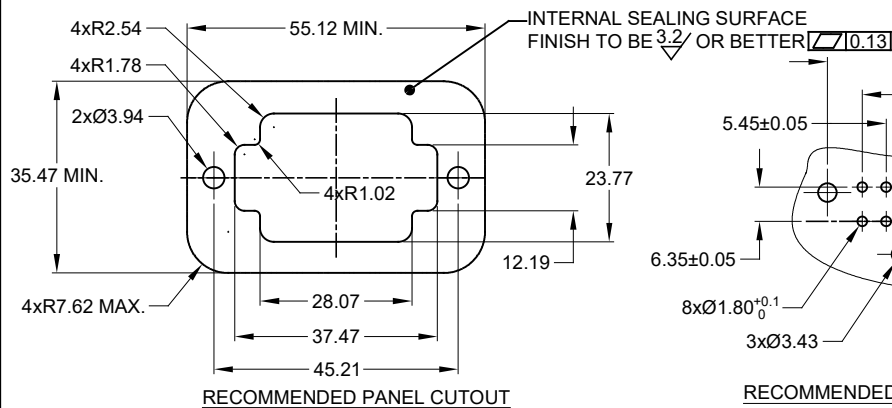 4xR2.54
55.12 MIN.
INTERNAL SEALING SURFACE
FINISH TO BE 3.2 OR BETTER 0.13
4xR1.78
2xØ3.94
5.45±0.05
35.47 MIN.
4xR1.02
23.77
12.19
6.35±0.05
4xR7.62 MAX.
28.07
8xØ1.80 +0.1 0
37.47
3xØ3.43
45.21
RECOMMENDED PANEL CUTOUT
RECOMMENDED